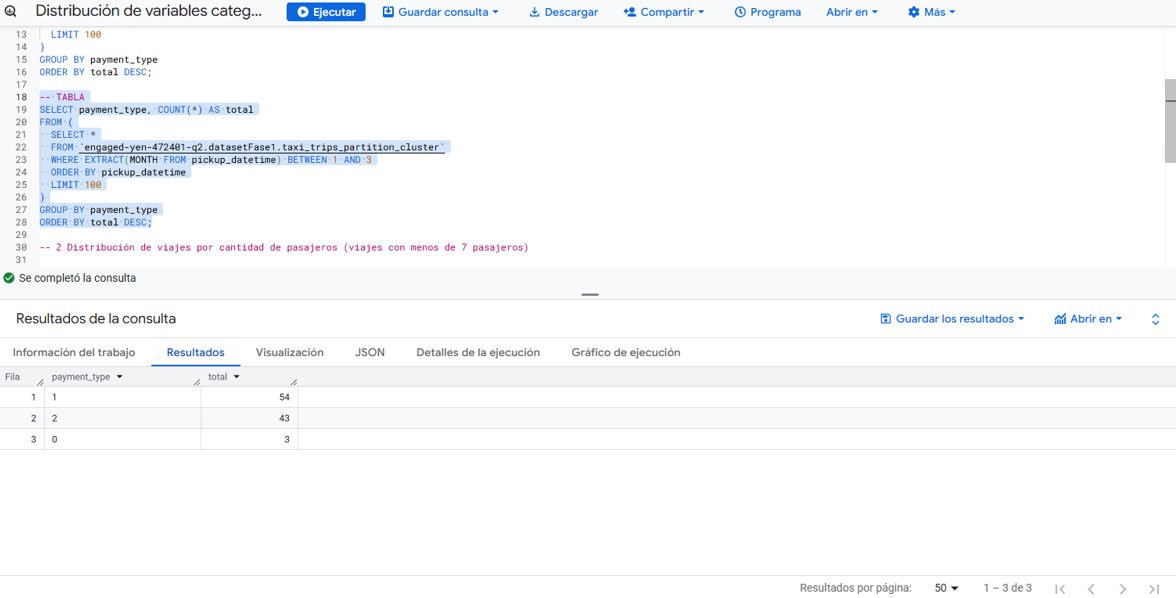 Distribución de variables categ... Ejecutar Guardar consulta Descargar Compartir Programa Abrir en Más
13 LIMIT 100
14 )
15 GROUP BY payment_type
16 ORDER BY total DESC;
17
18 -- TABLA
19 SELECT payment_type, COUNT(*) AS total
20 FROM (
21 SELECT *
22 FROM `engaged-yen-472401-q2.datasetFase1.taxi_trips_partition_cluster`
23 WHERE EXTRACT(MONTH FROM pickup_datetime) BETWEEN 1 AND 3
24 ORDER BY pickup_datetime
25 LIMIT 100
26 )
27 GROUP BY payment_type
28 ORDER BY total DESC;
29
30 -- 2 Distribución de viajes por cantidad de pasajeros (viajes con menos de 7 pasajeros)
31
Se completó la consulta
Resultados de la consulta Guardar los resultados Abrir en
Información del trabajo Resultados Visualización JSON Detalles de la ejecución Gráfico de ejecución
Fila payment_type total
1 1 54
2 2 43
3 0 3
Resultados por página: 50 1 – 3 de 3